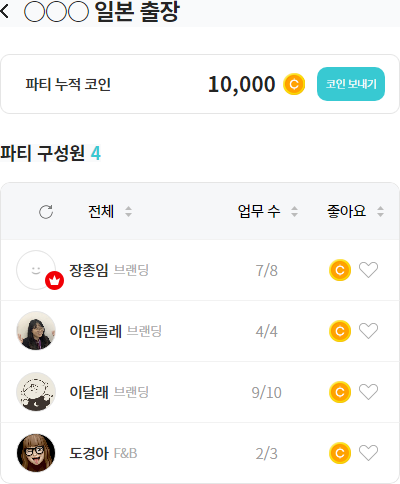 ○○○ 일본 출장
파티 누적 코인 10,000 C 코인 보내기
파티 구성원 4
전체 업무 수 좋아요
장종임 브랜딩 7/8 C
이민들레 브랜딩 4/4 C
이달래 브랜딩 9/10 C
도경아 F&B 2/3 C